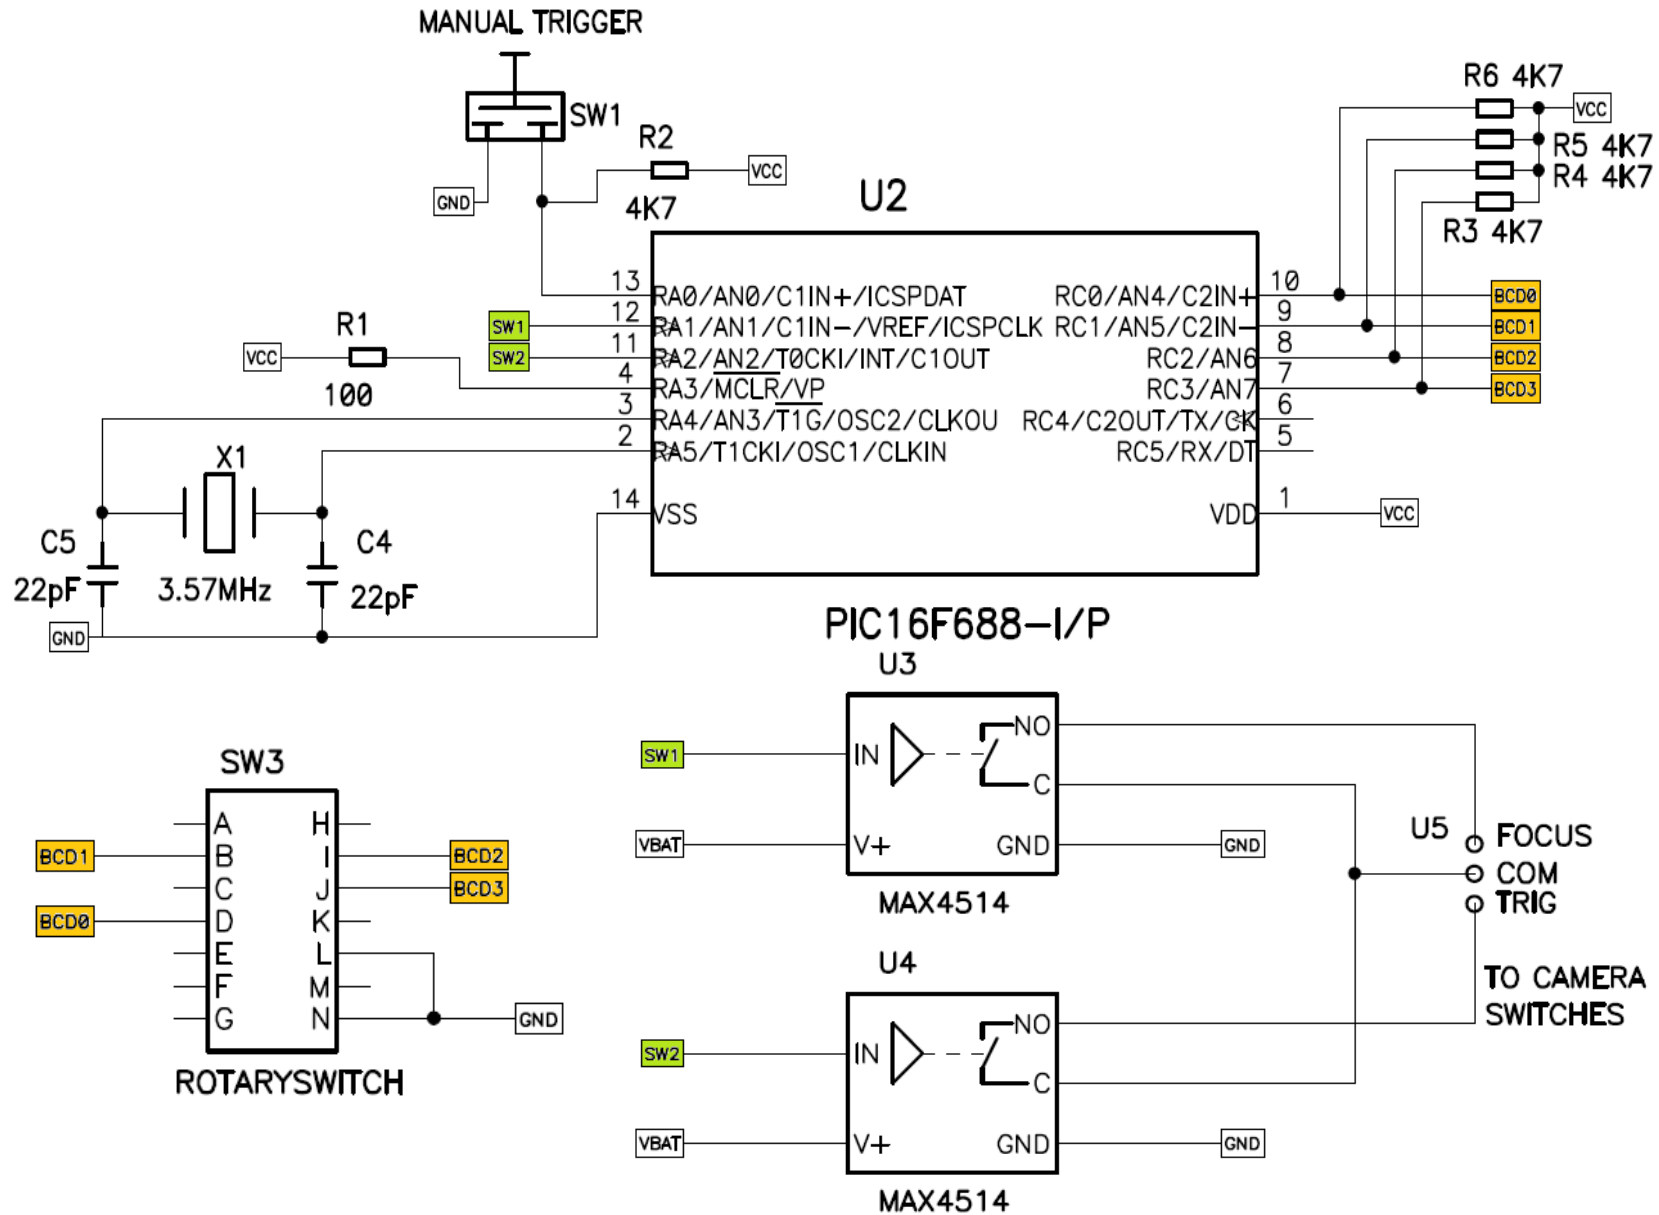 MANUAL TRIGGER
SW1
R2
VCC
GND
4K7
R6 4K7
VCC
R5 4K7
R4 4K7
R3 4K7
U2
13 RA0/AN0/C1IN+/ICSPDAT RC0/AN4/C2IN+ 10 BCD0
SW1 12 RA1/AN1/C1IN-/VREF/ICSPCLK RC1/AN5/C2IN- 9 BCD1
SW2 11 RA2/AN2/T0CKI/INT/C1OUT RC2/AN6 8 BCD2
R1
VCC
100
4 RA3/MCLR/VP RC3/AN7 7 BCD3
3 RA4/AN3/T1G/OSC2/CLKOU RC4/C2OUT/TX/CK 6
2 RA5/T1CKI/OSC1/CLKIN RC5/RX/DT 5
14 VSS VDD 1 VCC
X1
C5
22pF
3.57MHz
C4
22pF
GND
PIC16F688-I/P
U3
SW1 IN NO
C
VBAT V+ GND GND
MAX4514
U4
SW2 IN NO
C
VBAT V+ GND GND
MAX4514
U5
FOCUS
COM
TRIG
TO CAMERA
SWITCHES
SW3
A H
BCD1 B I BCD2
C J BCD3
BCD0 D K
E L
F M
G N GND
ROTARYSWITCH